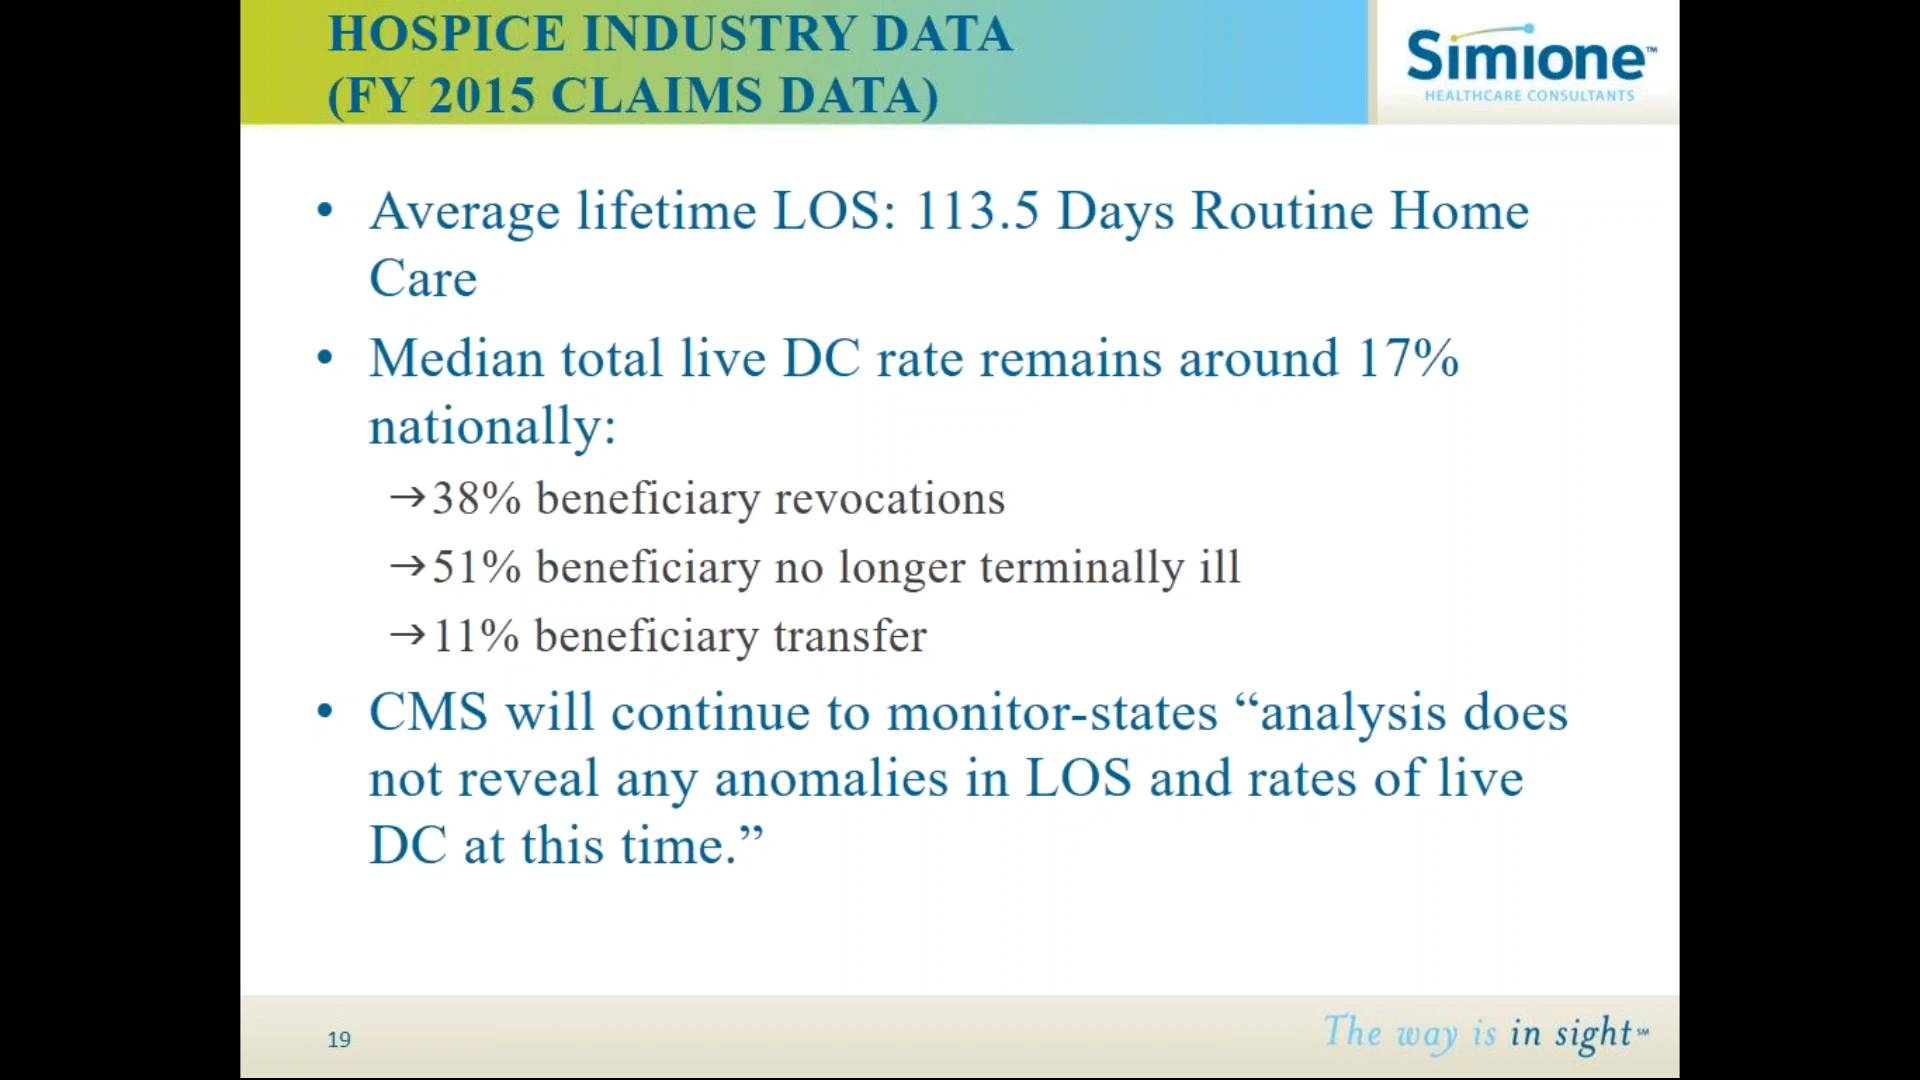 HOSPICE INDUSTRY DATA
(FY 2015 CLAIMS DATA)
Simione™
HEALTHCARE CONSULTANTS
• Average lifetime LOS: 113.5 Days Routine Home
Care
• Median total live DC rate remains around 17%
nationally:
→38% beneficiary revocations
→51% beneficiary no longer terminally ill
→11% beneficiary transfer
• CMS will continue to monitor-states “analysis does
not reveal any anomalies in LOS and rates of live
DC at this time.”
19
The way is in sight℠